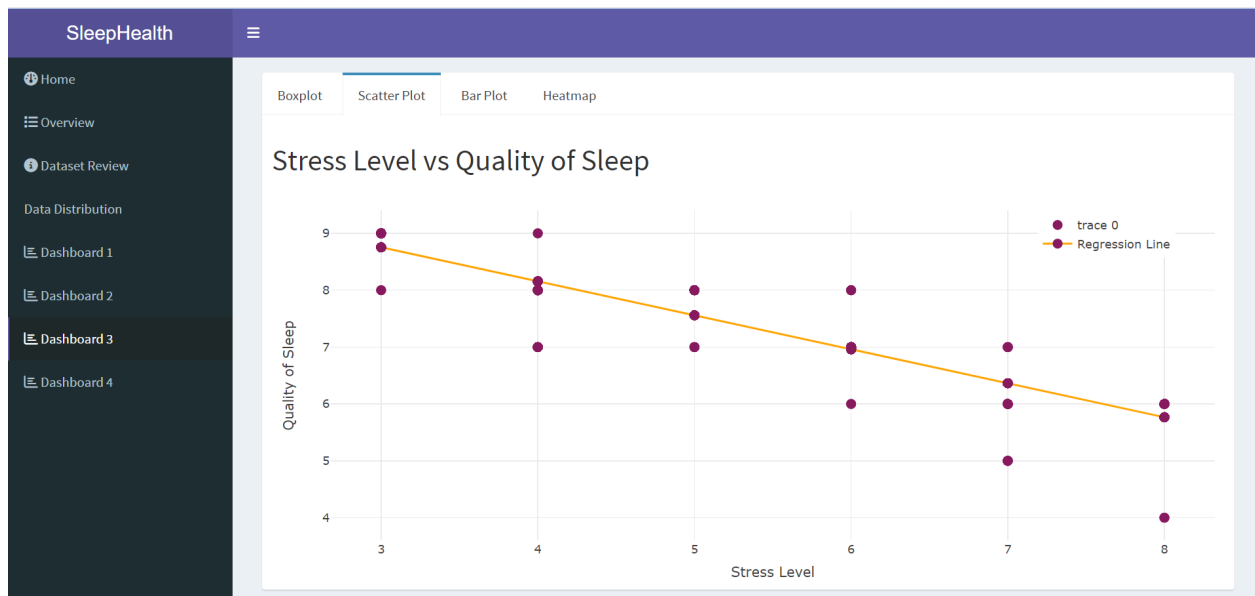 SleepHealth
Home
Overview
Dataset Review
Data Distribution
Dashboard 1
Dashboard 2
Dashboard 3
Dashboard 4
Boxplot Scatter Plot Bar Plot Heatmap
Stress Level vs Quality of Sleep
trace 0
Regression Line
Quality of Sleep
9
8
7
6
5
4
3 4 5 6 7 8
Stress Level